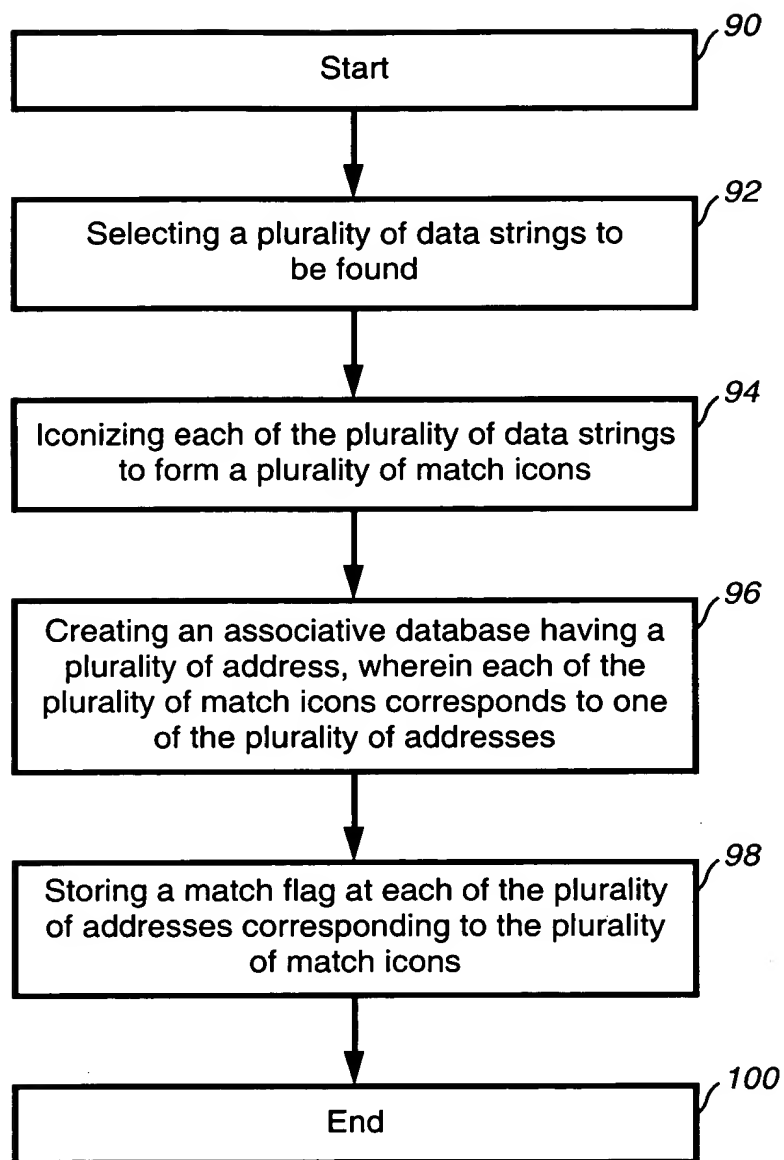 90
Start
92
Selecting a plurality of data strings to
be found
94
Iconizing each of the plurality of data strings
to form a plurality of match icons
96
Creating an associative database having a
plurality of address, wherein each of the
plurality of match icons corresponds to one
of the plurality of addresses
98
Storing a match flag at each of the plurality
of addresses corresponding to the plurality
of match icons
100
End